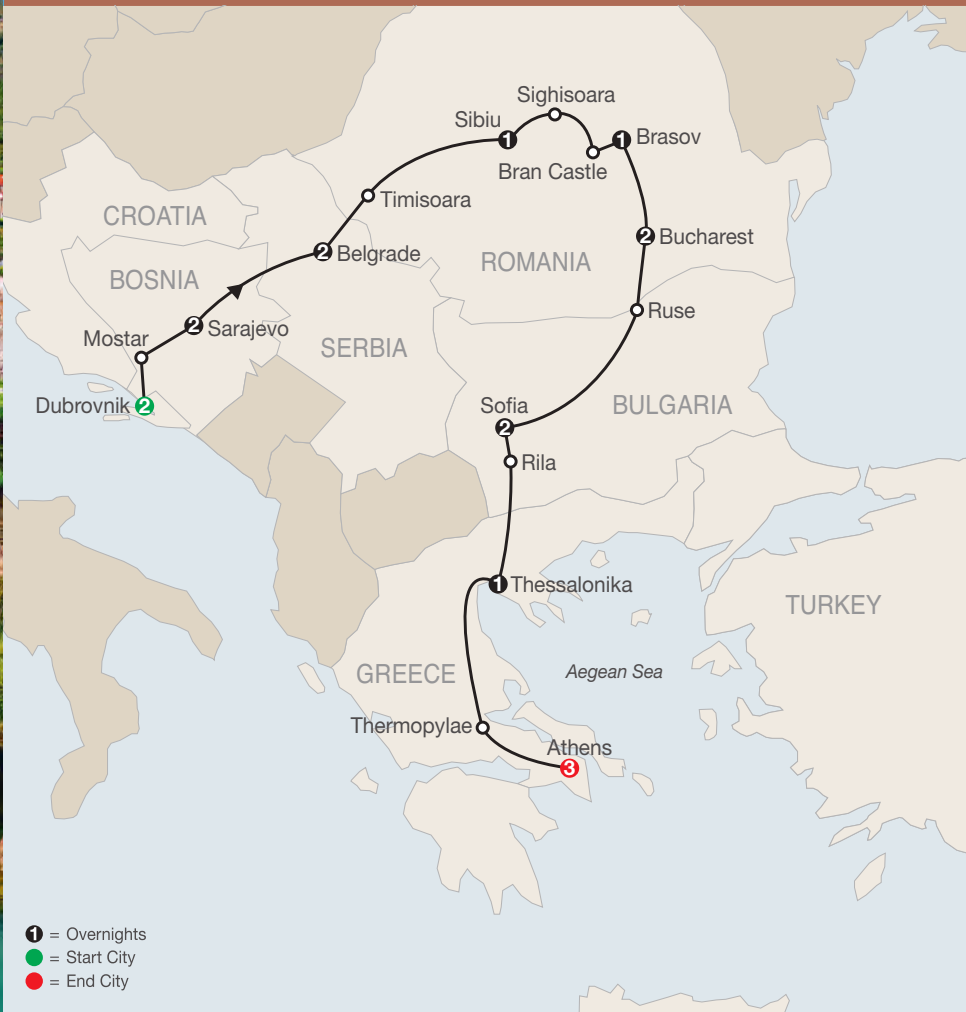 Sighisoara
Sibiu
1
1
Brasov
Bran Castle
Timisoara
CROATIA
2
Bucharest
2
Belgrade
ROMANIA
BOSNIA
Ruse
2
Sarajevo
Mostar
SERBIA
Dubrovnik
2
Sofia
2
BULGARIA
Rila
1
Thessalonika
TURKEY
Aegean Sea
GREECE
Thermopylae
Athens
3
1 = Overnights
= Start City
= End City